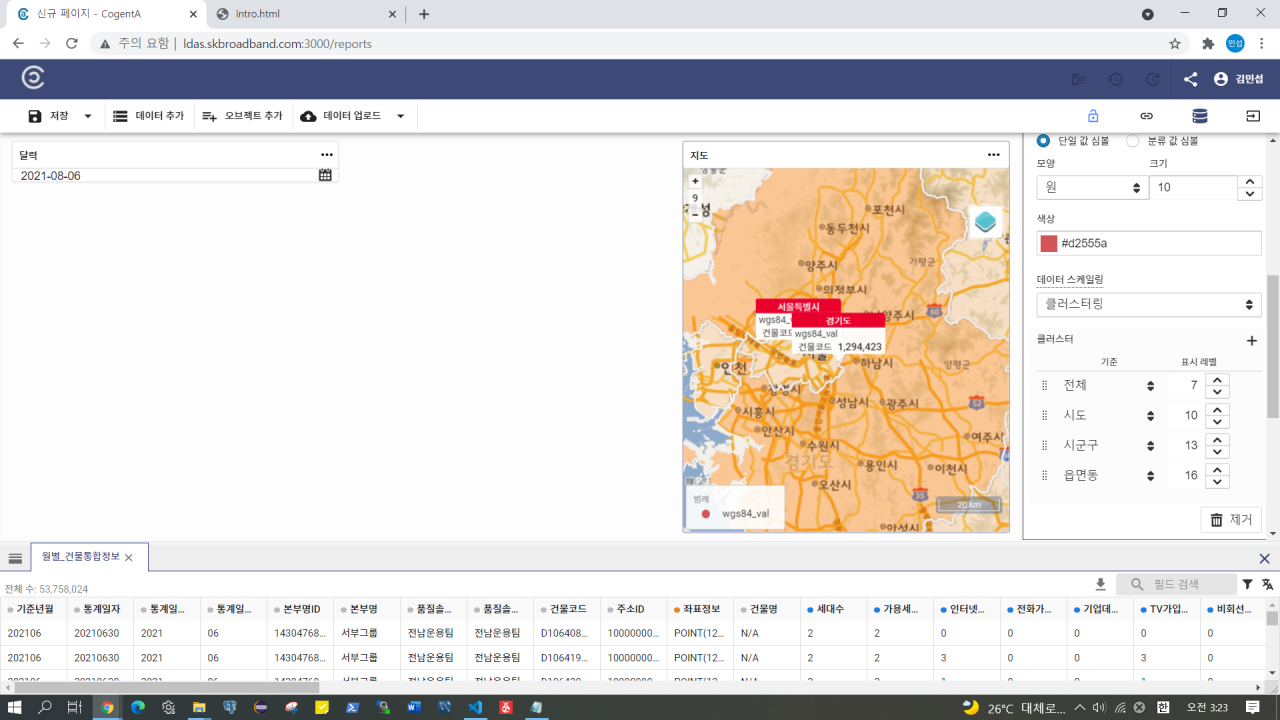 신규 페이지 - CogentA
intro.html
주의 요함 | ldas.skbroadband.com:3000/reports
민섭
김민섭
저장
데이터 추가
오브젝트 추가
데이터 업로드
달력
2021-08-06
지도
+
9
−
포천시
동두천시
가평군
양주시
의정부시
남양주시
60
서울특별시
wgs84_
건물코드
경기도
wgs84_val
건물코드 1,294,423
인천
하남시
양평군
광명시
성남시
광주시
52
시흥시
안산시
수원시
여주시
경기도
용인시
이천시
오산시
35
안성시
20 km
범례
wgs84_val
단일 값 심볼
분류 값 심볼
모양
크기
원
10
색상
#d2555a
데이터 스케일링
클러스터링
클러스터
+
기준
표시 레벨
전체
7
시도
10
시군구
13
읍면동
16
제거
월별_건물통합정보
전체 수: 53,758,024
필드 검색
기준년월 통계일자 통계일... 통계일... 본부명ID 본부명 품질솔... 품질솔... 건물코드 주소ID 좌표정보 건물명 세대수 가용세... 인터넷... 전화가... 기업데... TV가입... 비회선...
202106 20210630 2021 06 14304768... 서부그룹 전남운용팀 전남운용팀 D106408... 10000000... POINT(12... N/A 2 2 0 0 0 0 0
202106 20210630 2021 06 14304768... 서부그룹 전남운용팀 전남운용팀 D106419... 10000000... POINT(12... N/A 2 2 3 0 0 3 0
26°C 대체로...
한
오전 3:23